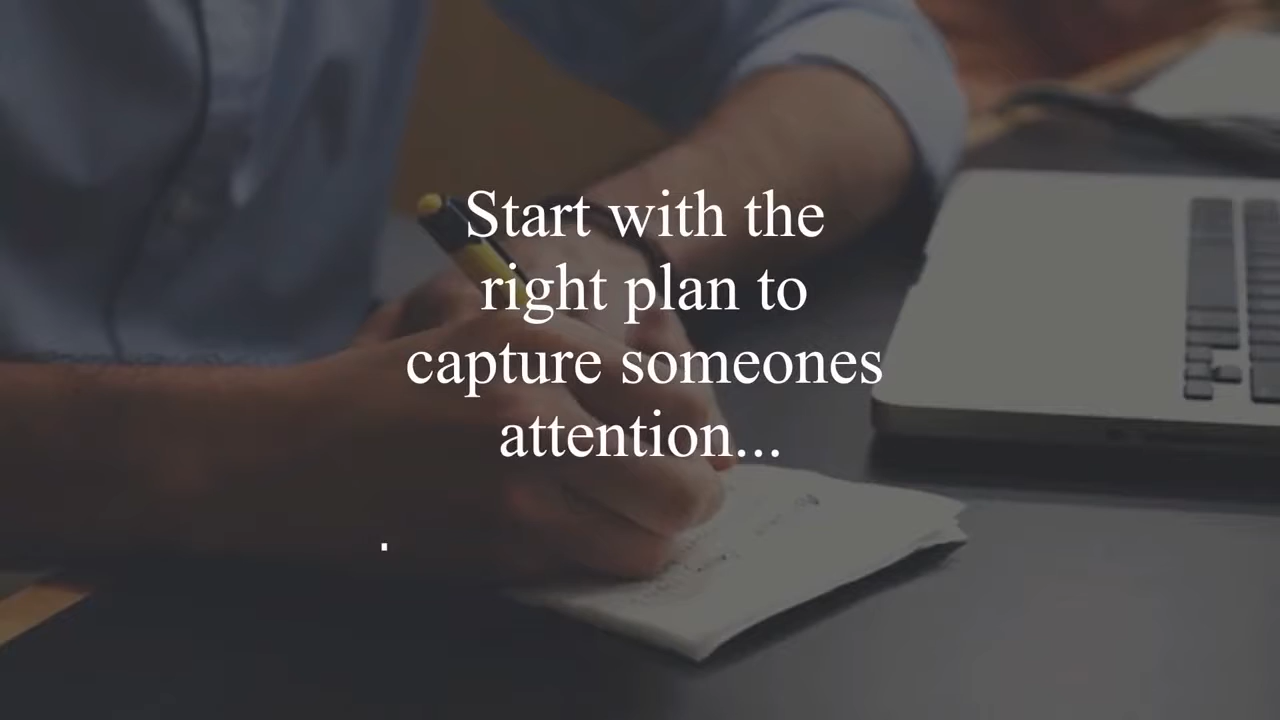 Start with the
right plan to
capture someones
attention...
.